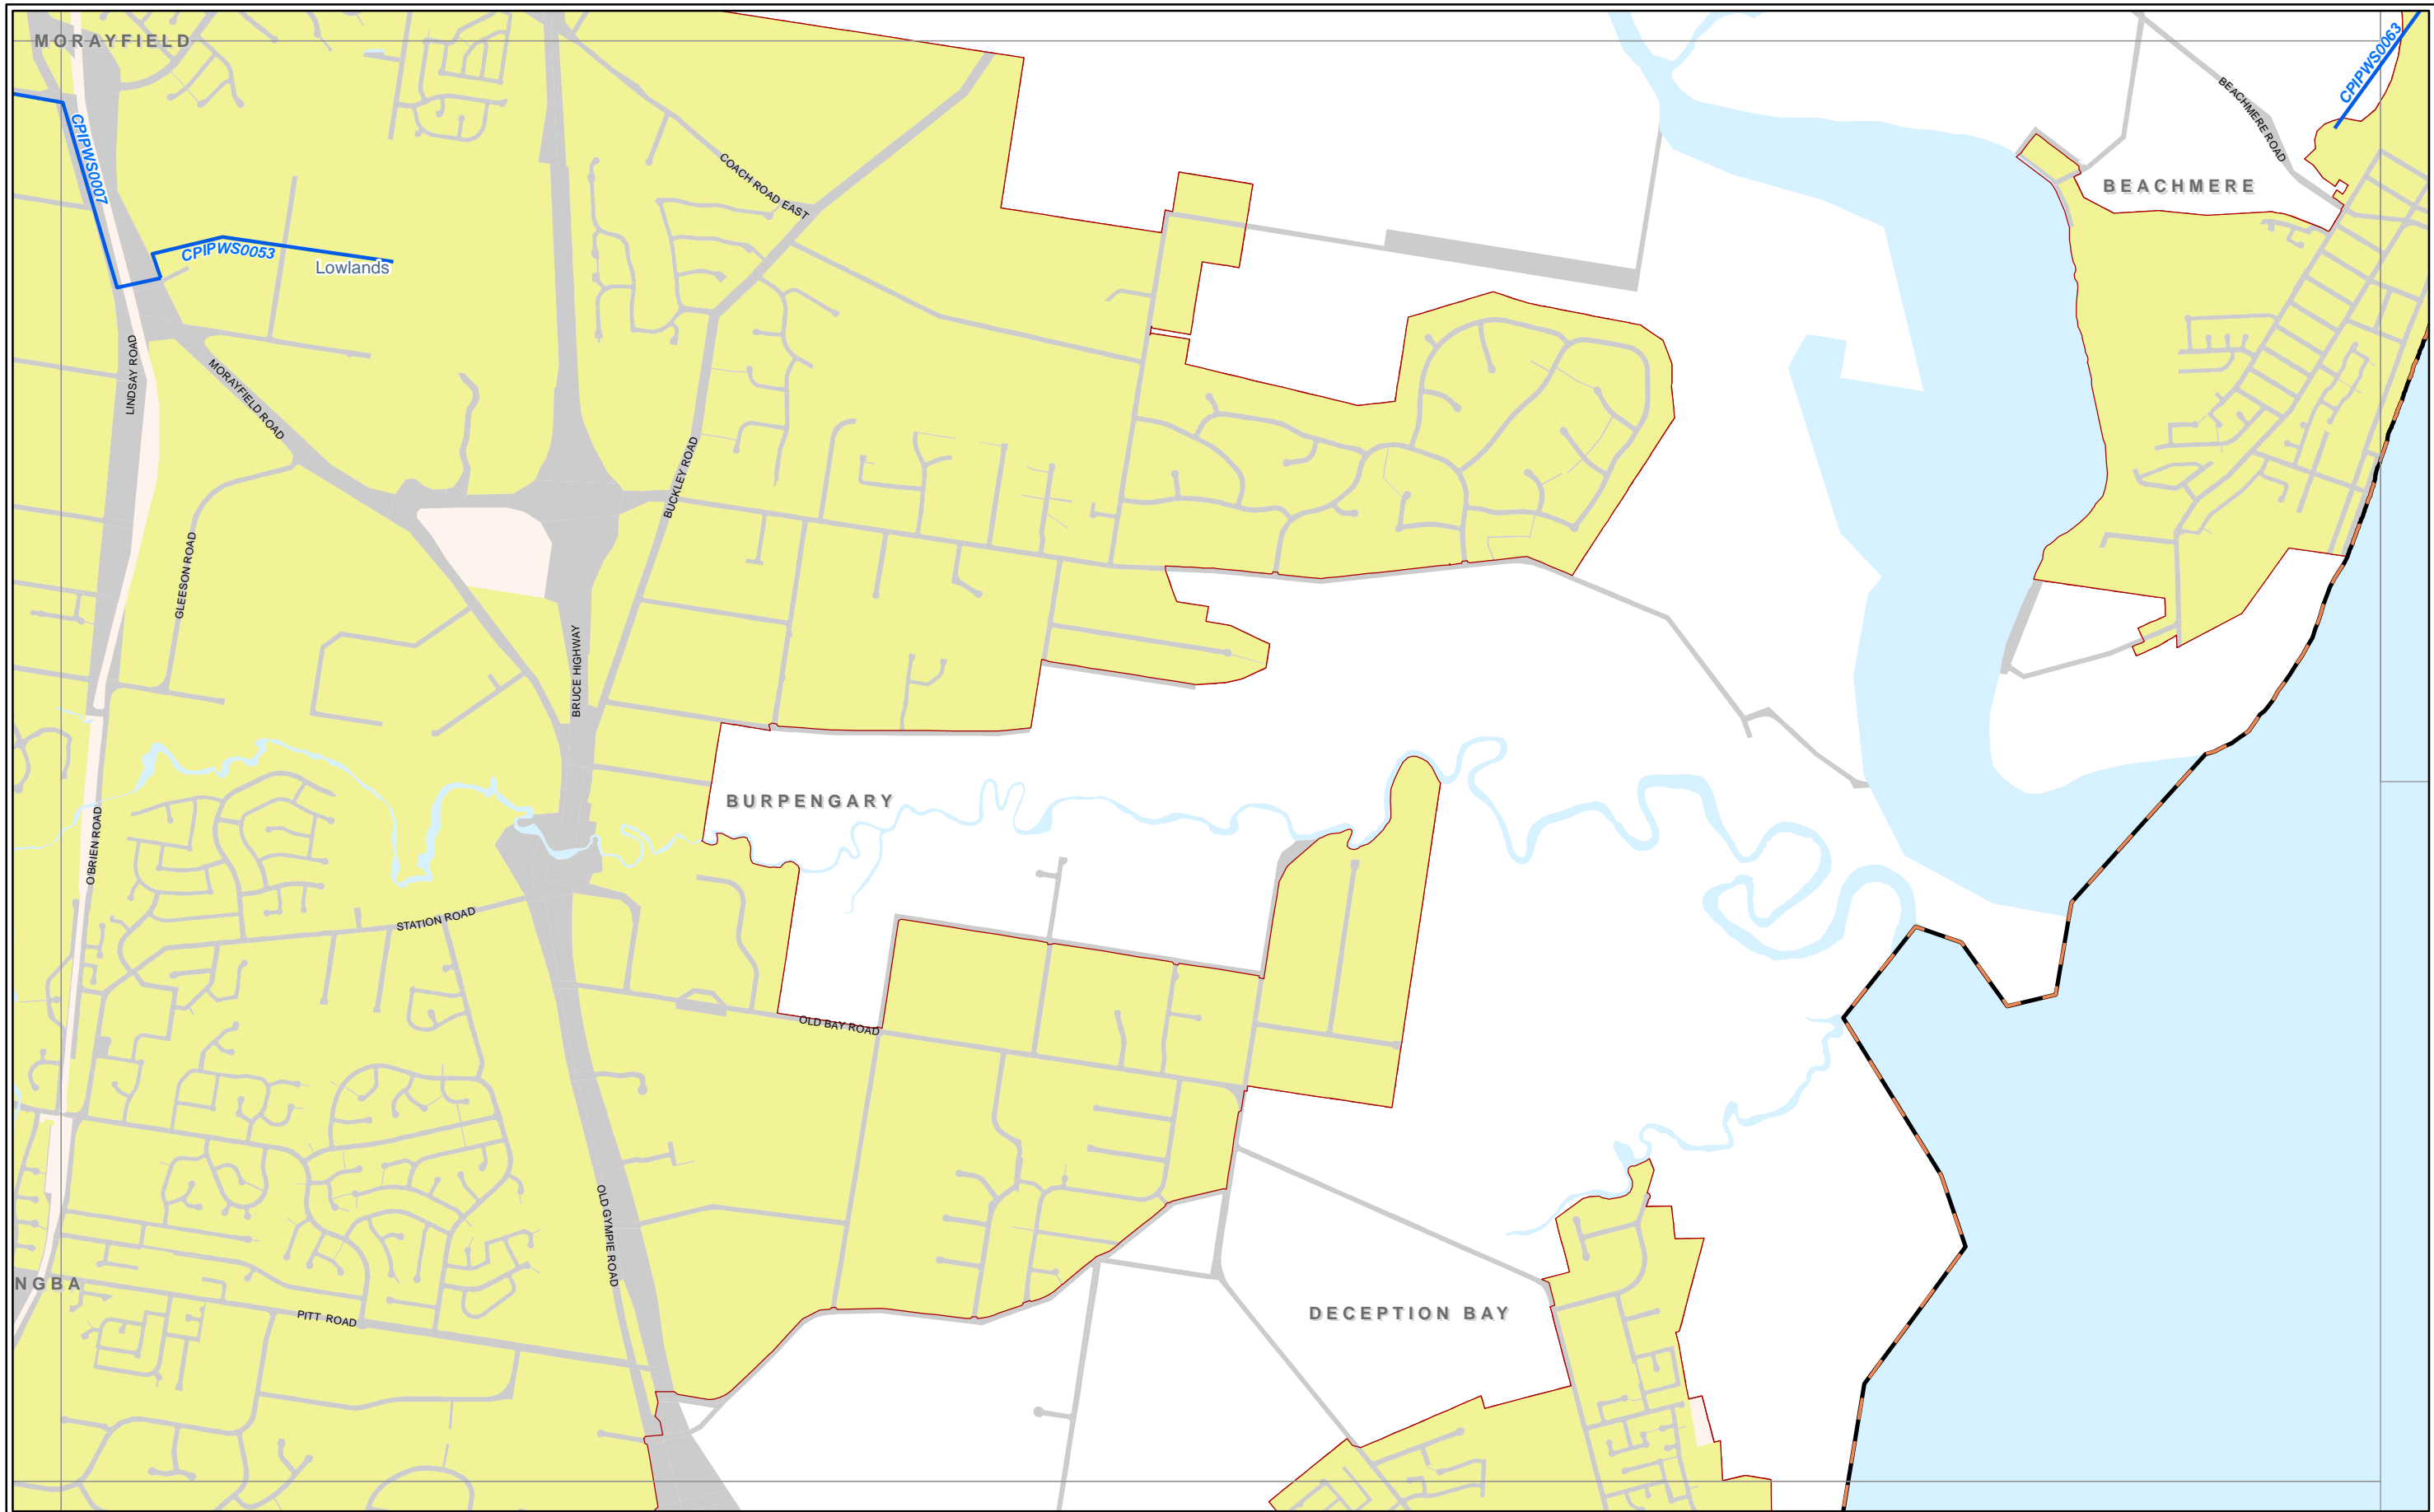 MORAYFIELD
CPIPWS0063
BEACHMERE ROAD
CPIPWS0007
COACH ROAD EAST
BEACHMERE
CPIPWS0053
Lowlands
LINDSAY ROAD
MORAYFIELD ROAD
BUCKLEY ROAD
GLEESON ROAD
BRUCE HIGHWAY
BURPENGARY
O'BRIEN ROAD
STATION ROAD
OLD BAY ROAD
OLD GYMPIE ROAD
NGBA
PITT ROAD
DECEPTION BAY